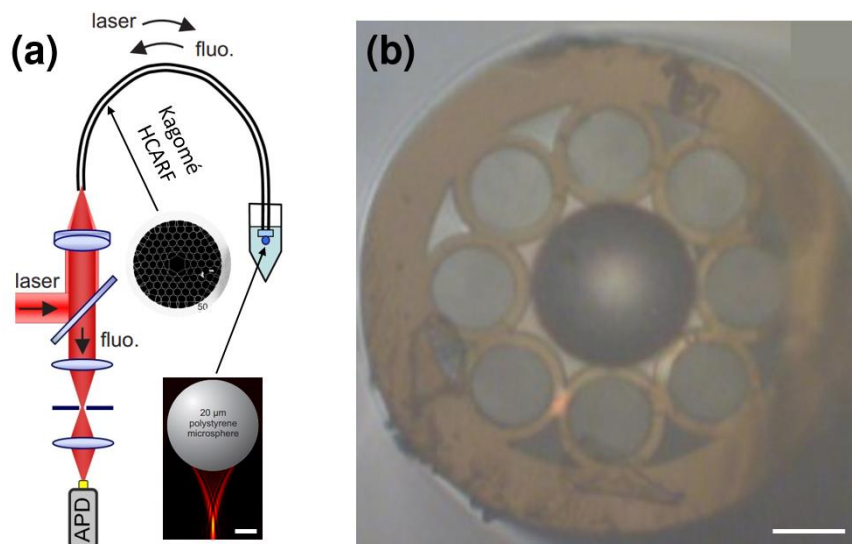 (a)
laser
fluo.
Kagomé
HCARF
50
laser
fluo.
20 µm
polystyrene
microsphere
APD
(b)